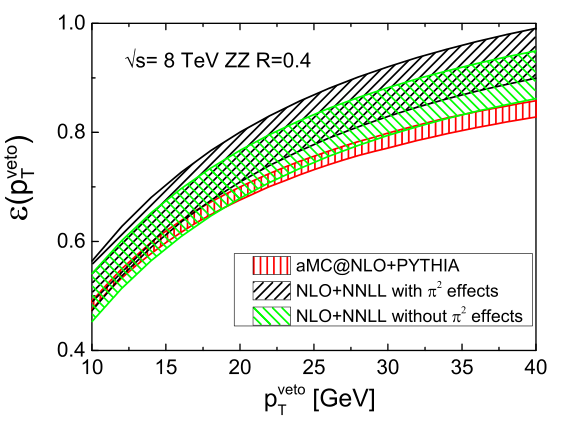 1.0
0.8
0.6
0.4
ε(p_T^veto)
√s= 8 TeV ZZ R=0.4
aMC@NLO+PYTHIA
NLO+NNLL with π² effects
NLO+NNLL without π² effects
10 15 20 25 30 35 40
p_T^veto [GeV]